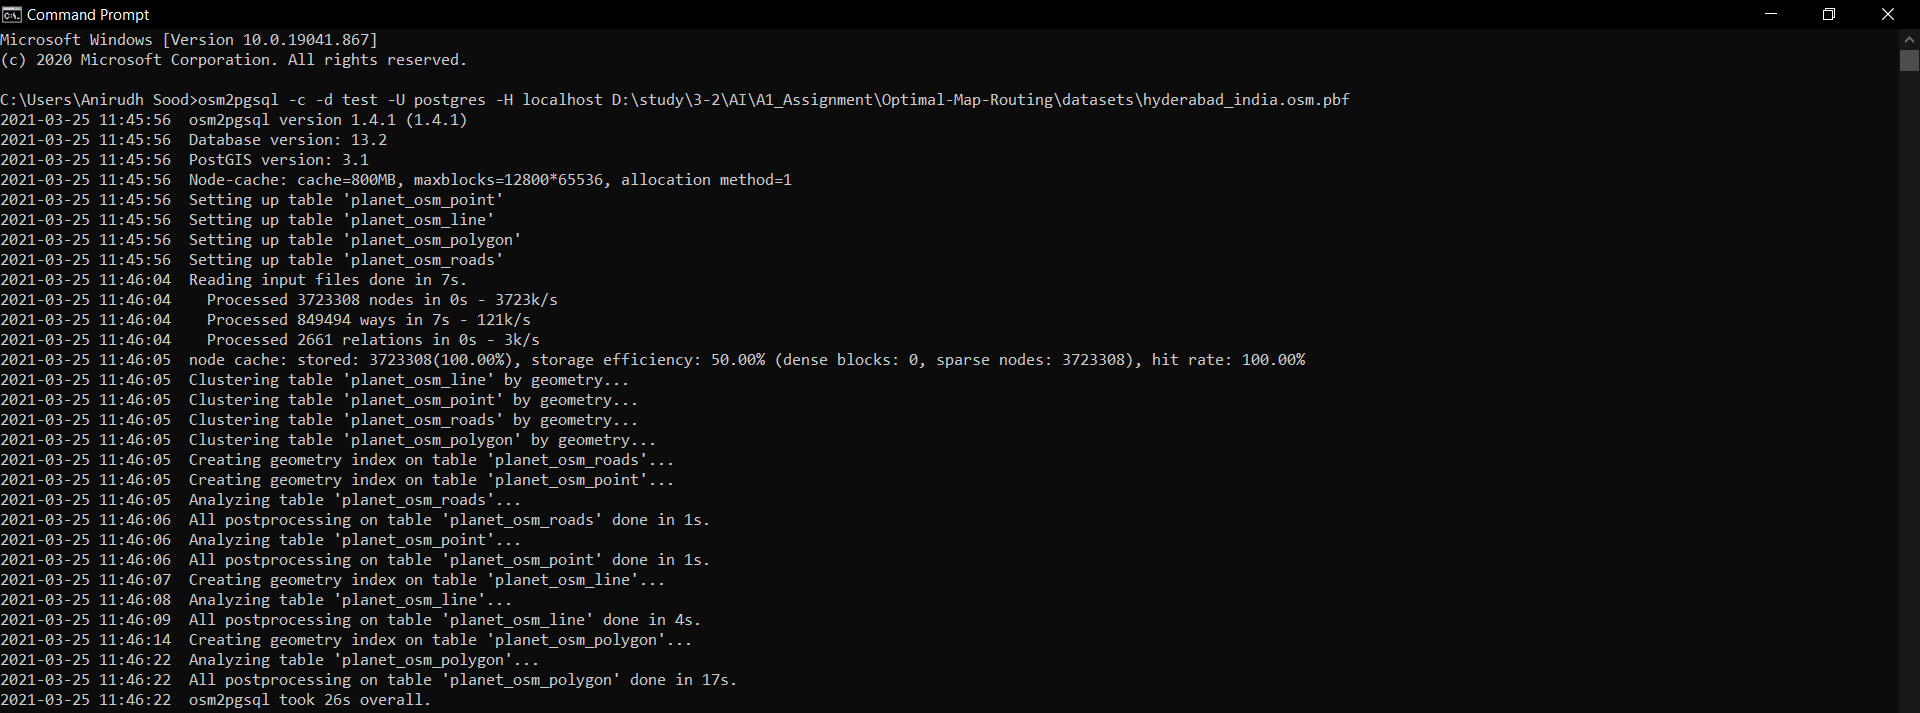 Command Prompt
Microsoft Windows [Version 10.0.19041.867]
(c) 2020 Microsoft Corporation. All rights reserved.
C:\Users\Anirudh Sood>osm2pgsql -c -d test -U postgres -H localhost D:\study\3-2\AI\A1_Assignment\Optimal-Map-Routing\datasets\hyderabad_india.osm.pbf
2021-03-25 11:45:56  osm2pgsql version 1.4.1 (1.4.1)
2021-03-25 11:45:56  Database version: 13.2
2021-03-25 11:45:56  PostGIS version: 3.1
2021-03-25 11:45:56  Node-cache: cache=800MB, maxblocks=12800*65536, allocation method=1
2021-03-25 11:45:56  Setting up table 'planet_osm_point'
2021-03-25 11:45:56  Setting up table 'planet_osm_line'
2021-03-25 11:45:56  Setting up table 'planet_osm_polygon'
2021-03-25 11:45:56  Setting up table 'planet_osm_roads'
2021-03-25 11:46:04  Reading input files done in 7s.
2021-03-25 11:46:04    Processed 3723308 nodes in 0s - 3723k/s
2021-03-25 11:46:04    Processed 849494 ways in 7s - 121k/s
2021-03-25 11:46:04    Processed 2661 relations in 0s - 3k/s
2021-03-25 11:46:05  node cache: stored: 3723308(100.00%), storage efficiency: 50.00% (dense blocks: 0, sparse nodes: 3723308), hit rate: 100.00%
2021-03-25 11:46:05  Clustering table 'planet_osm_line' by geometry...
2021-03-25 11:46:05  Clustering table 'planet_osm_point' by geometry...
2021-03-25 11:46:05  Clustering table 'planet_osm_roads' by geometry...
2021-03-25 11:46:05  Clustering table 'planet_osm_polygon' by geometry...
2021-03-25 11:46:05  Creating geometry index on table 'planet_osm_roads'...
2021-03-25 11:46:05  Creating geometry index on table 'planet_osm_point'...
2021-03-25 11:46:05  Analyzing table 'planet_osm_roads'...
2021-03-25 11:46:06  All postprocessing on table 'planet_osm_roads' done in 1s.
2021-03-25 11:46:06  Analyzing table 'planet_osm_point'...
2021-03-25 11:46:06  All postprocessing on table 'planet_osm_point' done in 1s.
2021-03-25 11:46:07  Creating geometry index on table 'planet_osm_line'...
2021-03-25 11:46:08  Analyzing table 'planet_osm_line'...
2021-03-25 11:46:09  All postprocessing on table 'planet_osm_line' done in 4s.
2021-03-25 11:46:14  Creating geometry index on table 'planet_osm_polygon'...
2021-03-25 11:46:22  Analyzing table 'planet_osm_polygon'...
2021-03-25 11:46:22  All postprocessing on table 'planet_osm_polygon' done in 17s.
2021-03-25 11:46:22  osm2pgsql took 26s overall.